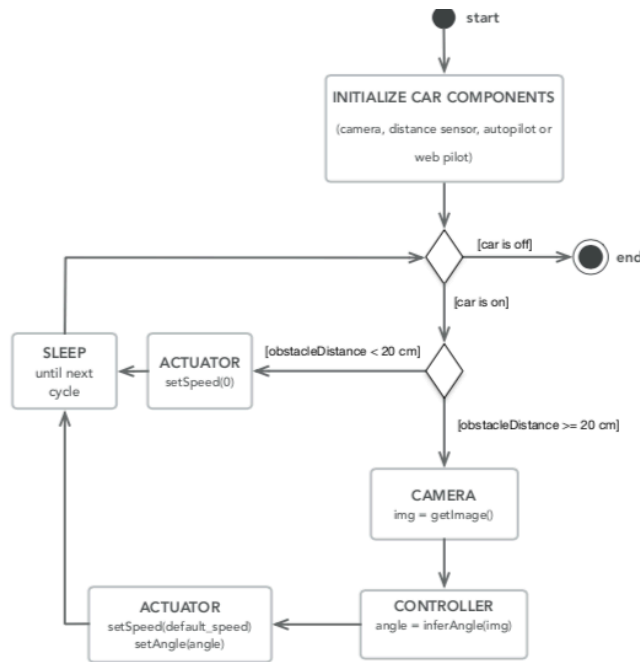 start
INITIALIZE CAR COMPONENTS
(camera, distance sensor, autopilot or
web pilot)
[car is off]
end
[car is on]
SLEEP
until next
cycle
ACTUATOR
setSpeed(0)
[obstacleDistance < 20 cm]
[obstacleDistance >= 20 cm]
CAMERA
img = getImage()
ACTUATOR
setSpeed(default_speed)
setAngle(angle)
CONTROLLER
angle = inferAngle(img)